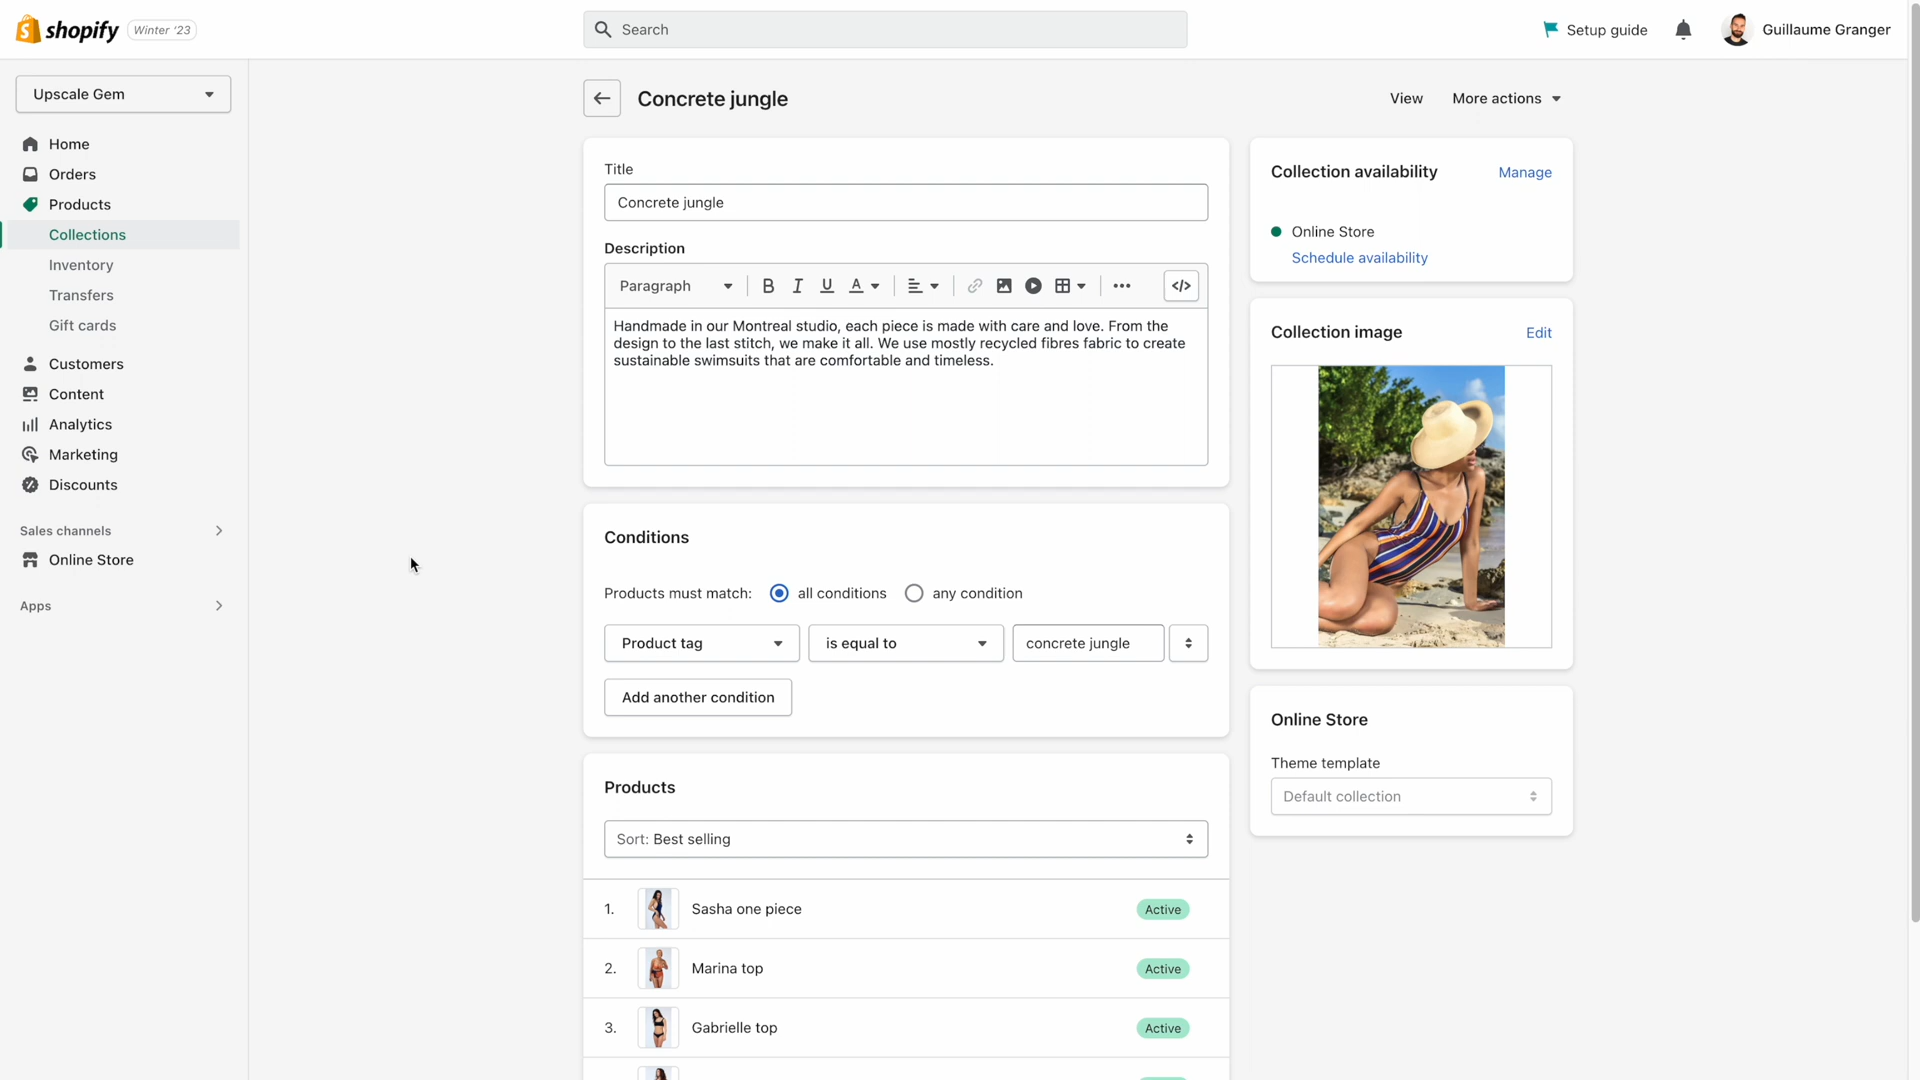 shopify Winter '23
Search
Setup guide
Guillaume Granger
Upscale Gem
Home
Orders
Products
Collections
Inventory
Transfers
Gift cards
Customers
Content
Analytics
Marketing
Discounts
Sales channels
Online Store
Apps
Concrete jungle
View
More actions
Title
Concrete jungle
Description
Paragraph
B I U A
Handmade in our Montreal studio, each piece is made with care and love. From the
design to the last stitch, we make it all. We use mostly recycled fibres fabric to create
sustainable swimsuits that are comfortable and timeless.
Conditions
Products must match: all conditions any condition
Product tag is equal to concrete jungle
Add another condition
Products
Sort: Best selling
1. Sasha one piece Active
2. Marina top Active
3. Gabrielle top Active
Collection availability Manage
Online Store
Schedule availability
Collection image Edit
Online Store
Theme template
Default collection